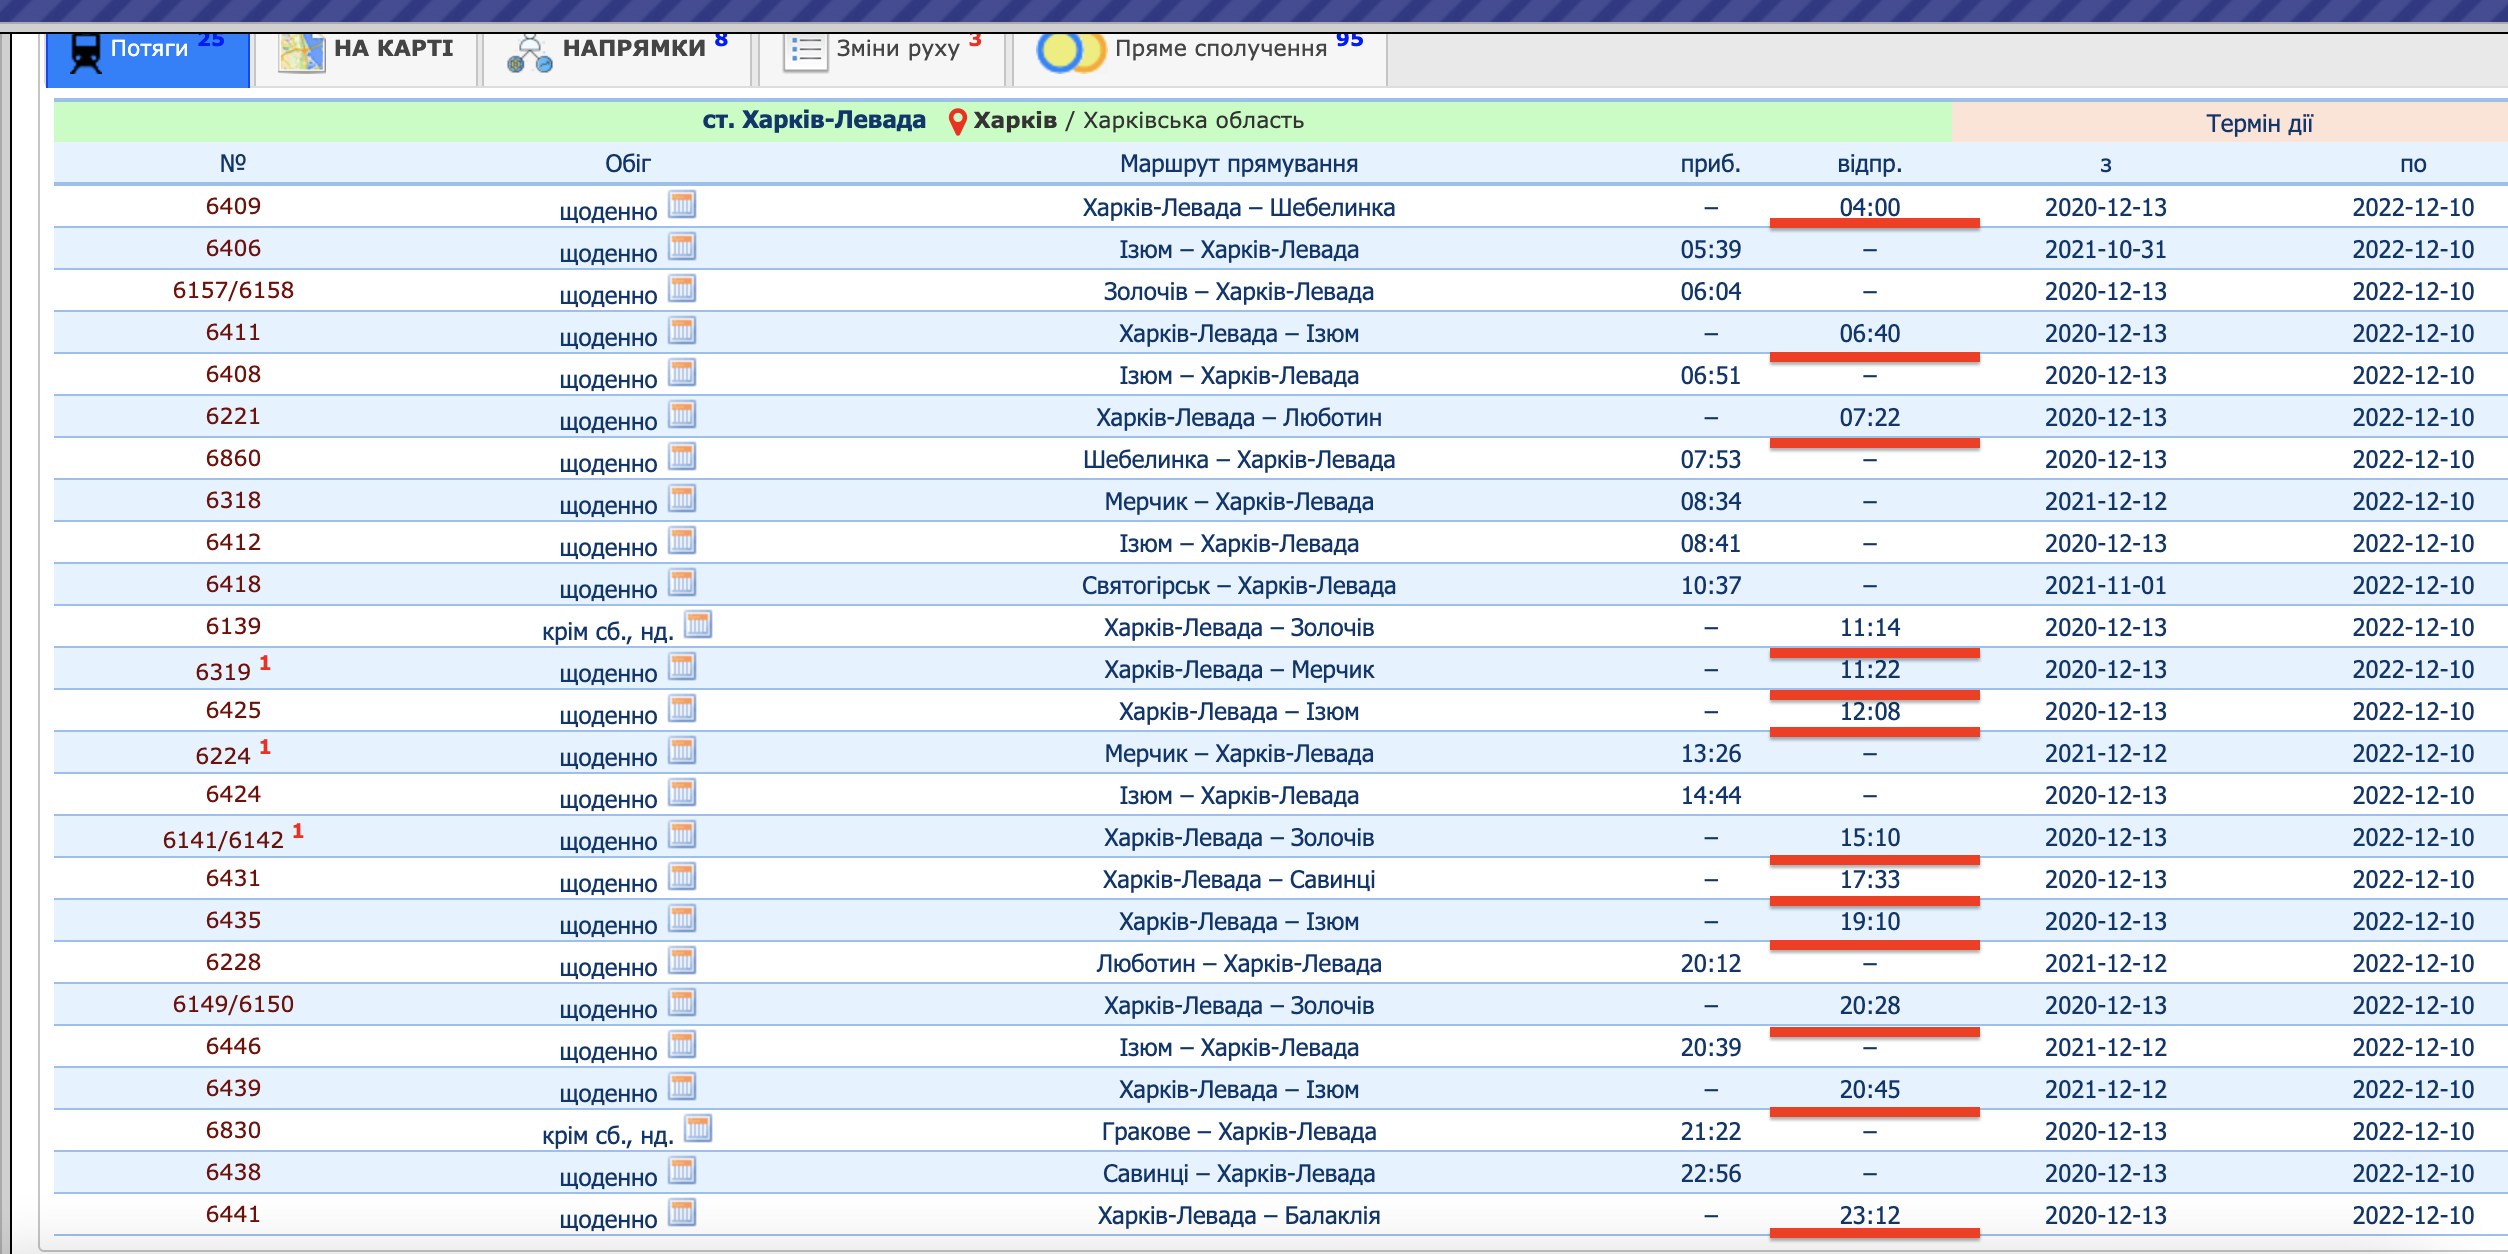 Потяги 25 НА КАРТІ НАПРЯМКИ 8 Зміни руху 3 Пряме сполучення 95
ст. Харків-Левада Харків / Харківська область Термін дії
№ Обіг Маршрут прямування приб. відпр. з по
6409 щоденно Харків-Левада – Шебелинка – 04:00 2020-12-13 2022-12-10
6406 щоденно Ізюм – Харків-Левада 05:39 – 2021-10-31 2022-12-10
6157/6158 щоденно Золочів – Харків-Левада 06:04 – 2020-12-13 2022-12-10
6411 щоденно Харків-Левада – Ізюм – 06:40 2020-12-13 2022-12-10
6408 щоденно Ізюм – Харків-Левада 06:51 – 2020-12-13 2022-12-10
6221 щоденно Харків-Левада – Люботин – 07:22 2020-12-13 2022-12-10
6860 щоденно Шебелинка – Харків-Левада 07:53 – 2020-12-13 2022-12-10
6318 щоденно Мерчик – Харків-Левада 08:34 – 2021-12-12 2022-12-10
6412 щоденно Ізюм – Харків-Левада 08:41 – 2020-12-13 2022-12-10
6418 щоденно Святогірськ – Харків-Левада 10:37 – 2021-11-01 2022-12-10
6139 крім сб., нд. Харків-Левада – Золочів – 11:14 2020-12-13 2022-12-10
6319 1 щоденно Харків-Левада – Мерчик – 11:22 2020-12-13 2022-12-10
6425 щоденно Харків-Левада – Ізюм – 12:08 2020-12-13 2022-12-10
6224 1 щоденно Мерчик – Харків-Левада 13:26 – 2021-12-12 2022-12-10
6424 щоденно Ізюм – Харків-Левада 14:44 – 2020-12-13 2022-12-10
6141/6142 1 щоденно Харків-Левада – Золочів – 15:10 2020-12-13 2022-12-10
6431 щоденно Харків-Левада – Савинці – 17:33 2020-12-13 2022-12-10
6435 щоденно Харків-Левада – Ізюм – 19:10 2020-12-13 2022-12-10
6228 щоденно Люботин – Харків-Левада 20:12 – 2021-12-12 2022-12-10
6149/6150 щоденно Харків-Левада – Золочів – 20:28 2020-12-13 2022-12-10
6446 щоденно Ізюм – Харків-Левада 20:39 – 2021-12-12 2022-12-10
6439 щоденно Харків-Левада – Ізюм – 20:45 2021-12-12 2022-12-10
6830 крім сб., нд. Гракове – Харків-Левада 21:22 – 2020-12-13 2022-12-10
6438 щоденно Савинці – Харків-Левада 22:56 – 2020-12-13 2022-12-10
6441 щоденно Харків-Левада – Балаклія – 23:12 2020-12-13 2022-12-10